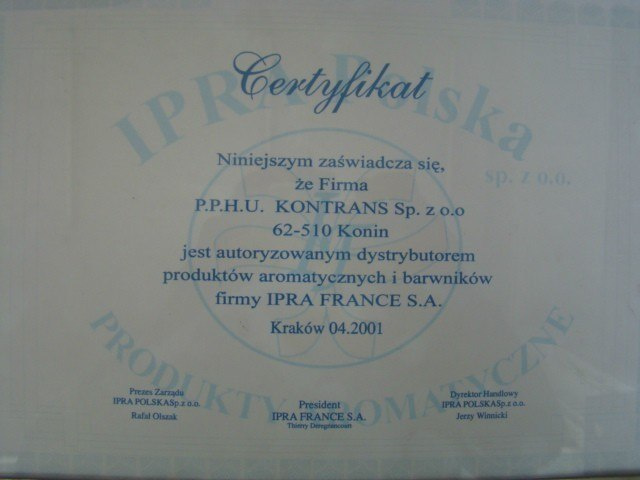 IPRA Polska
sp. z o.o.
Certyfikat
Niniejszym zaświadcza się,
że Firma
P.P.H.U. KONTRANS Sp. z o.o
62-510 Konin
jest autoryzowanym dystrybutorem
produktów aromatycznych i barwników
firmy IPRA FRANCE S.A.
Kraków 04.2001
PRODUKTY AROMATYCZNE
Prezes Zarządu
IPRA POLSKASp.z o.o.
Rafał Olszak
President
IPRA FRANCE S.A.
Thierry Deregnaucourt
Dyrektor Handlowy
IPRA POLSKASp.z o.o.
Jerzy Winnicki